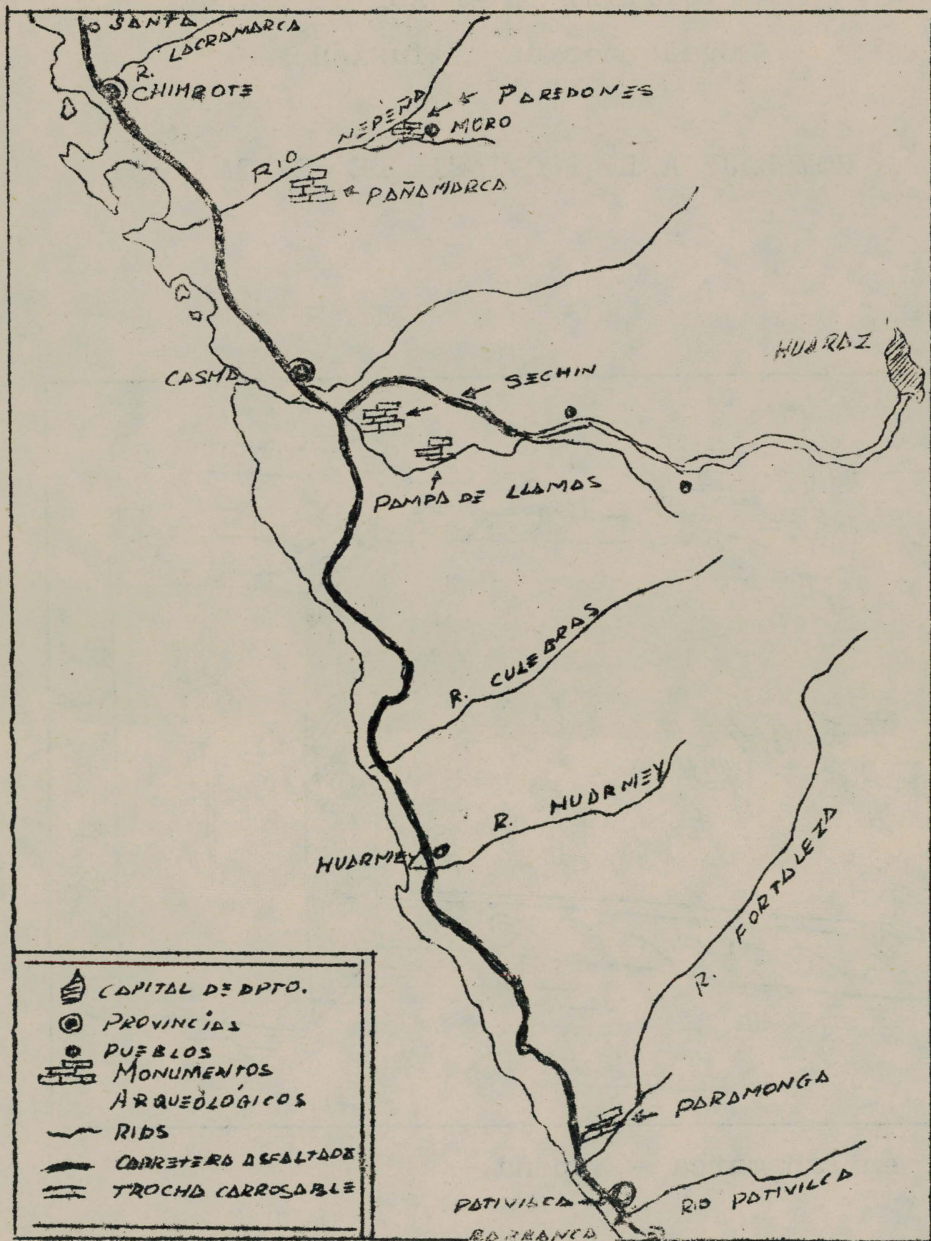 SANTA
R. LACRAMARCA
CHIMBOTE
RIO NEPEÑA
PAREDONES
MORO
PAÑAMARCA
HUARAZ
CASMA
SECHIN
PAMPA DE LLAMAS
R. CULEBRAS
R. HUARMEY
HUARMEY
R. FORTALEZA
PARAMONGA
PATIVILCA
RIO PATIVILCA
BARRANCA
CAPITAL DE DPTO.
PROVINCIAS
PUEBLOS
MONUMENTOS
ARQUEOLÓGICOS
RIOS
CARRETERA ASFALTADA
TROCHA CARROSABLE